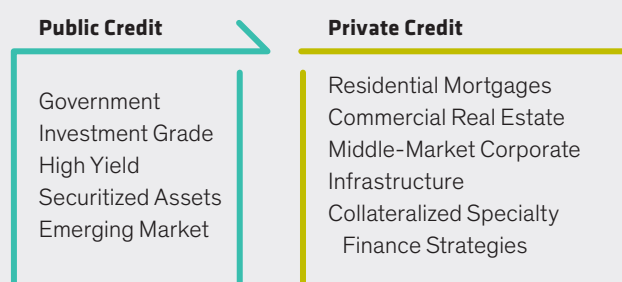 Public Credit
Government
Investment Grade
High Yield
Securitized Assets
Emerging Market
Private Credit
Residential Mortgages
Commercial Real Estate
Middle-Market Corporate
Infrastructure
Collateralized Specialty
Finance Strategies